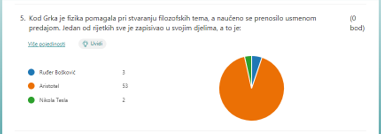 5. Kod Grka je fizika pomagala pri stvaranju filozofskih tema, a naučeno se prenosilo usmenom (0
predajom. Jedan od rijetkih sve je zapisivao u svojim djelima, a to je: bod)
Više pojedinosti Uvidi
Ruđer Bošković 3
Aristotel 53
Nikola Tesla 2